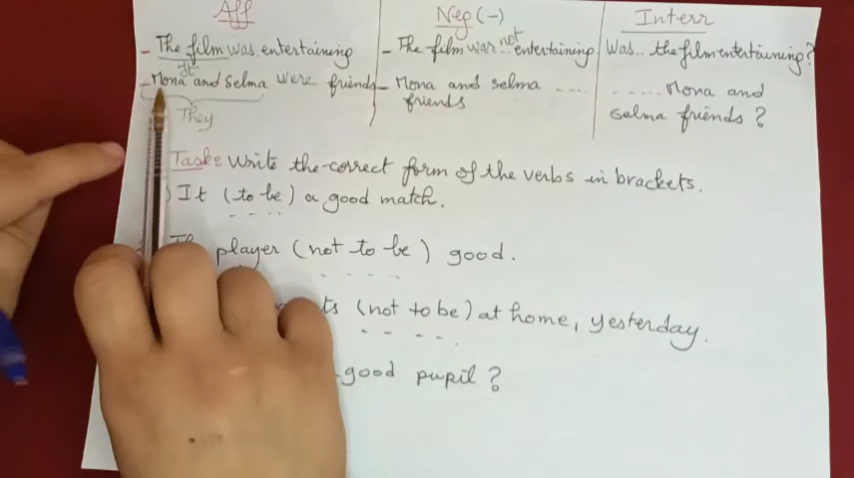 Aff
Neg (-)
Interr
- The film was entertaining
- The film was not entertaining
Was.. the film entertaining?
It
- Mona and Selma were friends
- Mona and selma ....
friends
..... Mona and
Selma friends ?
They
Task: Write the correct form of the verbs in brackets.
) It (to be) a good match.
player (not to be) good.
ts (not to be) at home, yesterday.
good pupil ?